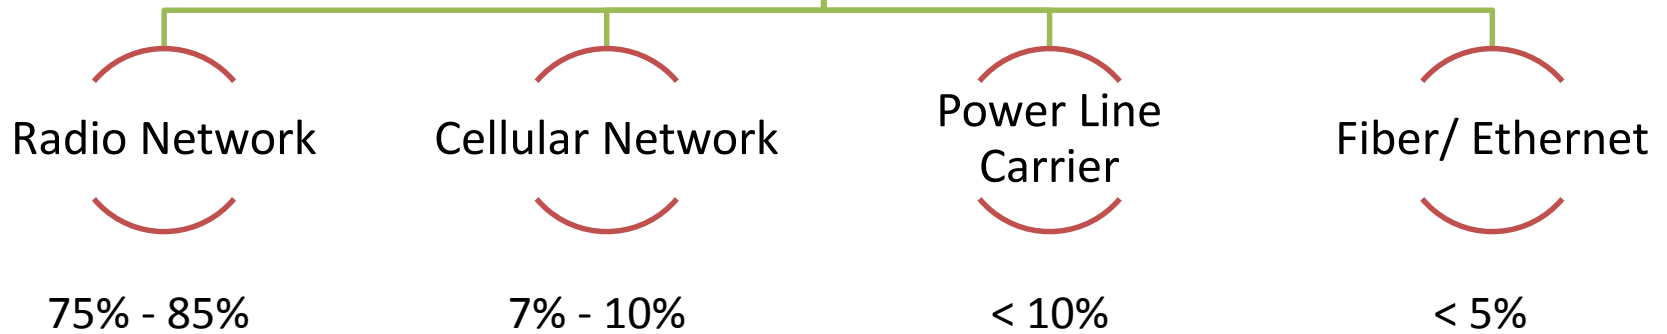 Radio Network
Cellular Network
Power Line
Carrier
Fiber/ Ethernet
75% - 85%
7% - 10%
< 10%
< 5%